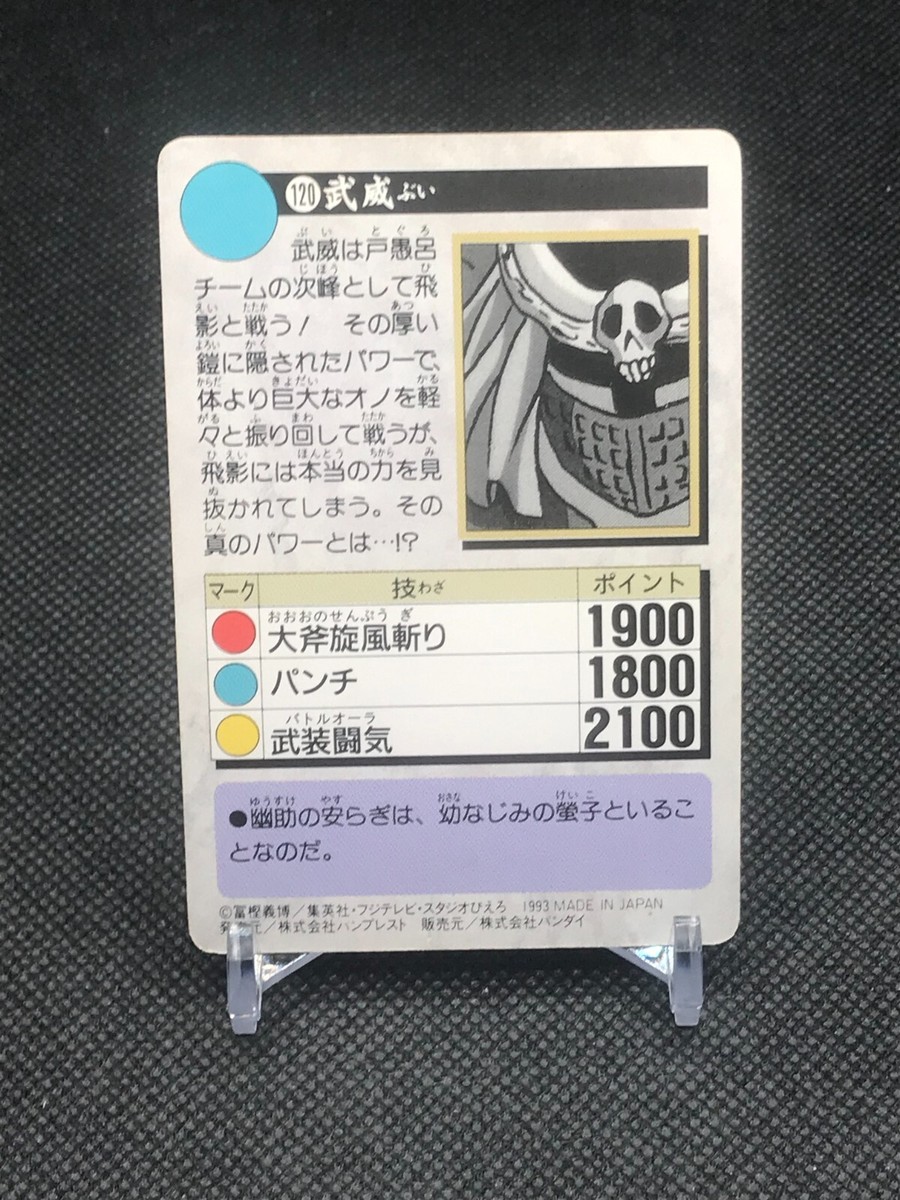 120 武威 ぶい
武威は戸愚呂
チームの次峰として飛
影と戦う! その厚い
鎧に隠されたパワーで、
体より巨大なオノを軽
々と振り回して戦うが、
飛影には本当の力を見
抜かれてしまう。その
真のパワーとは…!?
マーク 技わざ ポイント
大斧旋風斬り 1900
パンチ 1800
武装闘気 2100
●幽助の安らぎは、幼なじみの螢子といるこ
となのだ。
©冨樫義博/集英社・フジテレビ・スタジオぴえろ 1993 MADE IN JAPAN
発売元/株式会社バンプレスト 販売元/株式会社バンダイ